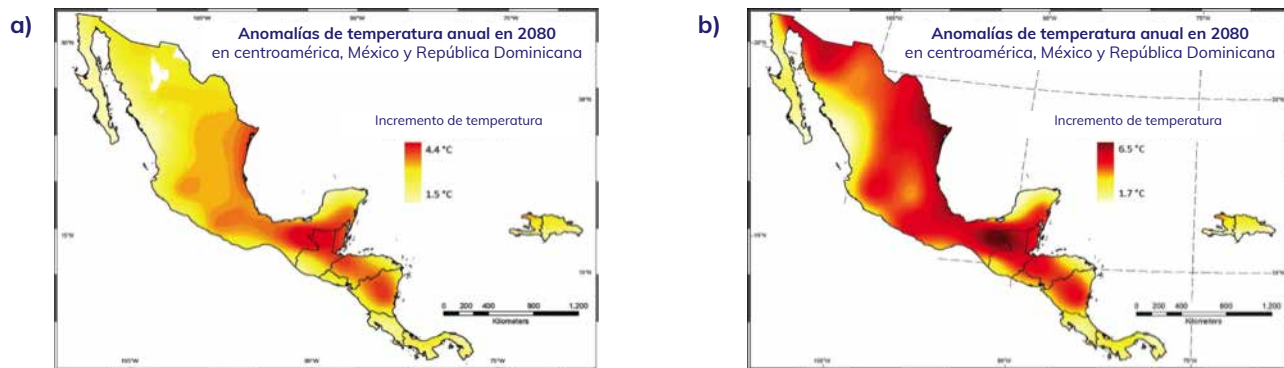 a)
Anomalías de temperatura anual en 2080
en centroamérica, México y República Dominicana
Incremento de temperatura
4.4 °C
1.5 °C
0 200 400 800 1,200
Kilometers
b)
Anomalías de temperatura anual en 2080
en centroamérica, México y República Dominicana
Incremento de temperatura
6.5 °C
1.7 °C
0 200 400 800 1,200
Kilometers